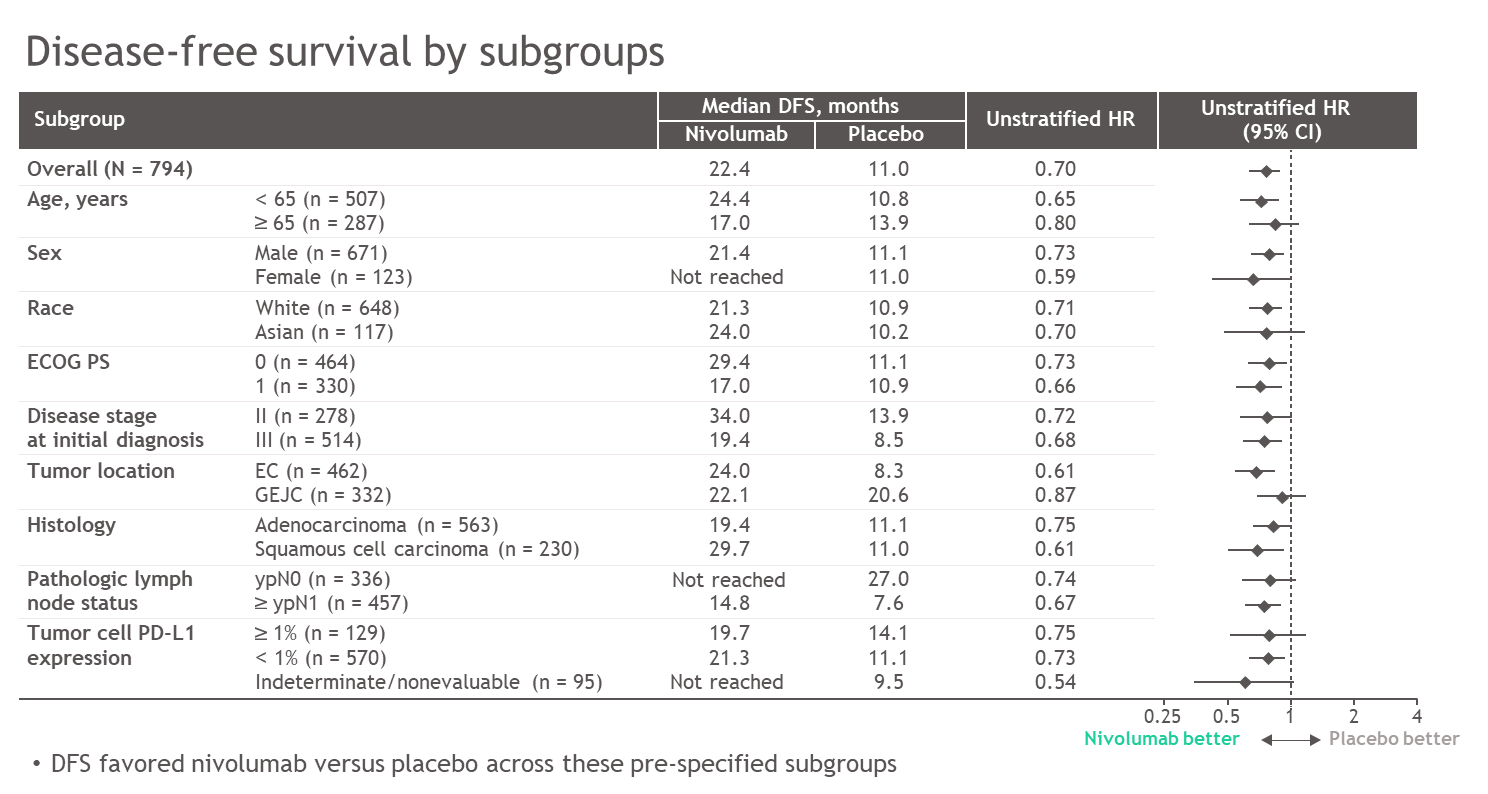 Disease-free survival by subgroups
Subgroup
Median DFS, months
Nivolumab
Placebo
Unstratified HR
Unstratified HR
(95% CI)
Overall (N = 794) 22.4 11.0 0.70
Age, years < 65 (n = 507) 24.4 10.8 0.65
≥ 65 (n = 287) 17.0 13.9 0.80
Sex Male (n = 671) 21.4 11.1 0.73
Female (n = 123) Not reached 11.0 0.59
Race White (n = 648) 21.3 10.9 0.71
Asian (n = 117) 24.0 10.2 0.70
ECOG PS 0 (n = 464) 29.4 11.1 0.73
1 (n = 330) 17.0 10.9 0.66
Disease stage II (n = 278) 34.0 13.9 0.72
at initial diagnosis III (n = 514) 19.4 8.5 0.68
Tumor location EC (n = 462) 24.0 8.3 0.61
GEJC (n = 332) 22.1 20.6 0.87
Histology Adenocarcinoma (n = 563) 19.4 11.1 0.75
Squamous cell carcinoma (n = 230) 29.7 11.0 0.61
Pathologic lymph ypN0 (n = 336) Not reached 27.0 0.74
node status ≥ ypN1 (n = 457) 14.8 7.6 0.67
Tumor cell PD-L1 ≥ 1% (n = 129) 19.7 14.1 0.75
expression < 1% (n = 570) 21.3 11.1 0.73
Indeterminate/nonevaluable (n = 95) Not reached 9.5 0.54
0.25 0.5 1 2 4
Nivolumab better Placebo better
• DFS favored nivolumab versus placebo across these pre-specified subgroups